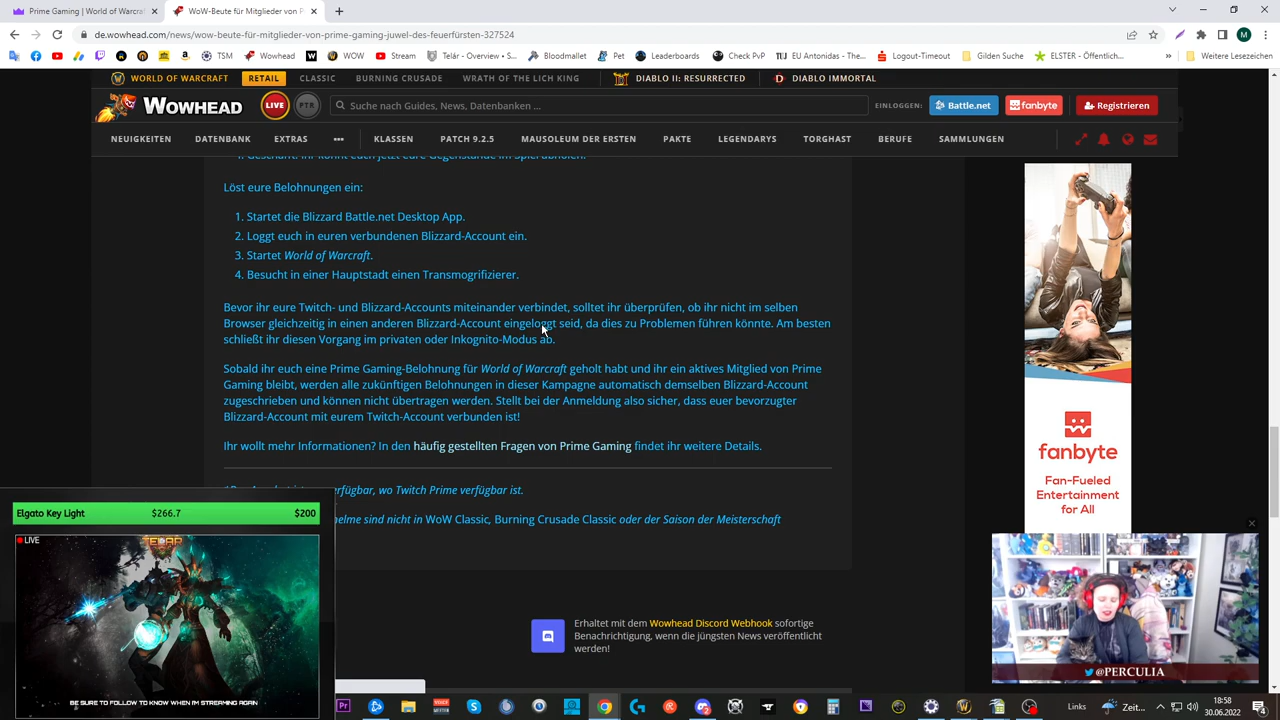 Prime Gaming | World of Warcra
WoW-Beute für Mitglieder von P
de.wowhead.com/news/wow-beute-für-mitglieder-von-prime-gaming-juwel-des-feuerfürsten-327524
TSM
Wowhead
WOW
Stream
Telár - Overview • S...
Bloodmallet
Pet
Leaderboards
Check PvP
EU Antonidas - The...
Logout-Timeout
Gilden Suche
ELSTER - Öffentlich...
Weitere Lesezeichen
WORLD OF WARCRAFT
RETAIL
CLASSIC
BURNING CRUSADE
WRATH OF THE LICH KING
DIABLO II: RESURRECTED
DIABLO IMMORTAL
WOWHEAD
LIVE
PTR
Suche nach Guides, News, Datenbanken ...
EINLOGGEN:
Battle.net
fanbyte
Registrieren
NEUIGKEITEN
DATENBANK
EXTRAS
KLASSEN
PATCH 9.2.5
MAUSOLEUM DER ERSTEN
PAKTE
LEGENDARYS
TORGHAST
BERUFE
SAMMLUNGEN
Löst eure Belohnungen ein:
1. Startet die Blizzard Battle.net Desktop App.
2. Loggt euch in euren verbundenen Blizzard-Account ein.
3. Startet World of Warcraft.
4. Besucht in einer Hauptstadt einen Transmogrifizierer.
Bevor ihr eure Twitch- und Blizzard-Accounts miteinander verbindet, solltet ihr überprüfen, ob ihr nicht im selben
Browser gleichzeitig in einen anderen Blizzard-Account eingeloggt seid, da dies zu Problemen führen könnte. Am besten
schließt ihr diesen Vorgang im privaten oder Inkognito-Modus ab.
Sobald ihr euch eine Prime Gaming-Belohnung für World of Warcraft geholt habt und ihr ein aktives Mitglied von Prime
Gaming bleibt, werden alle zukünftigen Belohnungen in dieser Kampagne automatisch demselben Blizzard-Account
zugeschrieben und können nicht übertragen werden. Stellt bei der Anmeldung also sicher, dass euer bevorzugter
Blizzard-Account mit eurem Twitch-Account verbunden ist!
Ihr wollt mehr Informationen? In den häufig gestellten Fragen von Prime Gaming findet ihr weitere Details.
verfügbar, wo Twitch Prime verfügbar ist.
sind nicht in WoW Classic, Burning Crusade Classic oder der Saison der Meisterschaft
Elgato Key Light $266.7 $200
LIVE
BE SURE TO FOLLOW TO KNOW WHEN I'M STREAMING AGAIN
Erhaltet mit dem Wowhead Discord Webhook sofortige
Benachrichtigung, wenn die jüngsten News veröffentlicht
werden!
fanbyte
Fan-Fueled
Entertainment
for All
@PERCULIA
Links
Zeit...
18:58
30.06.2022